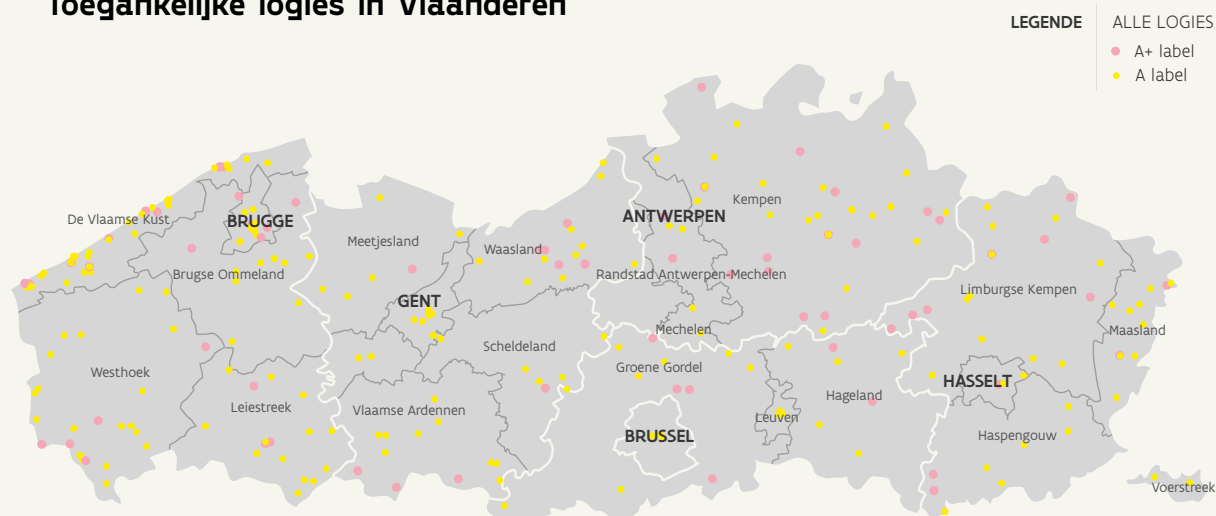 Toegankelijke logies in Vlaanderen
LEGENDE
ALLE LOGIES
A+ label
A label
De Vlaamse Kust
BRUGGE
Brugse Ommeland
Meetjesland
Waasland
ANTWERPEN
Kempen
Randstad Antwerpen-Mechelen
GENT
Limburgse Kempen
Mechelen
Maasland
Scheldeland
Westhoek
Groene Gordel
HASSELT
Hageland
Leiestreek
Vlaamse Ardennen
Leuven
BRUSSEL
Haspengouw
Voerstreek